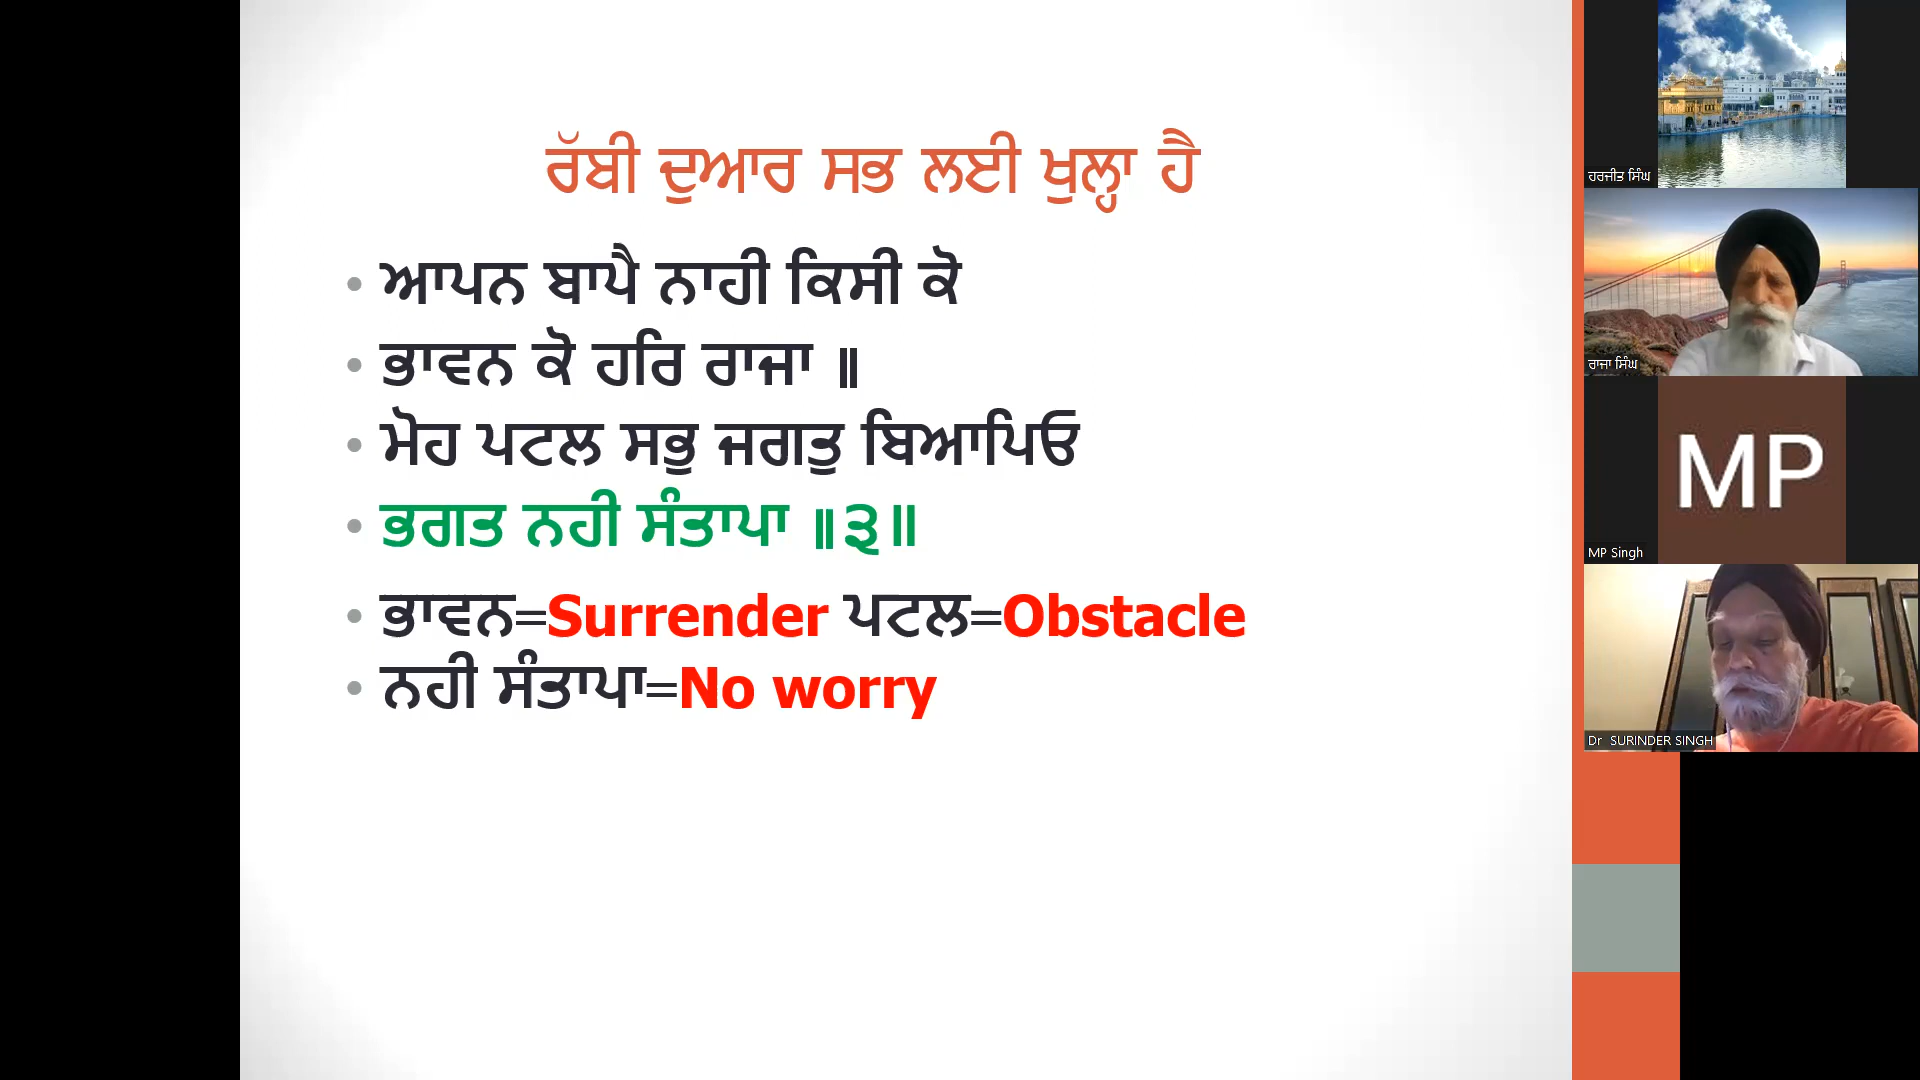 ਰੱਬੀ ਦੁਆਰ ਸਭ ਲਈ ਖੁਲ੍ਹਾ ਹੈ
• ਆਪਨ ਬਾਪੈ ਨਾਹੀ ਕਿਸੀ ਕੋ
• ਭਾਵਨ ਕੋ ਹਰਿ ਰਾਜਾ ॥
• ਮੋਹ ਪਟਲ ਸਭੁ ਜਗਤੁ ਬਿਆਪਿਓ
• ਭਗਤ ਨਹੀ ਸੰਤਾਪਾ ॥੩॥
• ਭਾਵਨ=Surrender ਪਟਲ=Obstacle
• ਨਹੀ ਸੰਤਾਪਾ=No worry
ਹਰਜੀਤ ਸਿੰਘ
ਰਾਜਾ ਸਿੰਘ
MP
MP Singh
Dr SURINDER SINGH